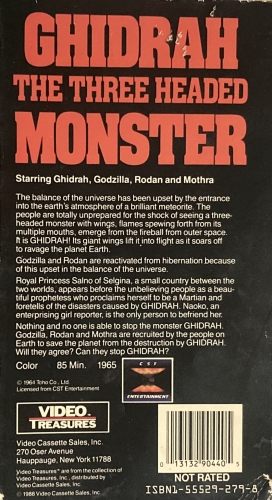 GHIDRAH
THE THREE HEADED
MONSTER
Starring Ghidrah, Godzilla, Rodan and Mothra
The balance of the universe has been upset by the entrance
into the earth's atmosphere of a brilliant meteorite. The
people are totally unprepared for the shock of seeing a three-
headed monster with wings, flames spewing forth from its
multiple mouths, emerge from the fireball from outer space.
It is GHIDRAH! Its giant wings lift it into flight as it soars off
to ravage the planet Earth.
Godzilla and Rodan are reactivated from hibernation because
of this upset in the balance of the universe.
Royal Princess Salno of Selgina, a small country between the
two worlds, appears before the unbelieving people as a beau-
tiful propheteess who proclaims herself to be a Martian and
foretells of the disasters caused by GHIDRAH. Naoko, an
enterprising girl reporter, is the only person to befriend her.
Nothing and no one is able to stop the monster GHIDRAH.
Godzilla, Rodan and Mothra are recruited by the people on
Earth to save the planet from the destruction by GHIDRAH.
Will they agree? Can they stop GHIDRAH?
Color 85 Min. 1965
© 1964 Toho Co., Ltd.
Licensed from CST Entertainment
CST
ENTERTAINMENT
VIDEO
TREASURES
Video Cassette Sales, Inc.
270 Oser Avenue
Hauppauge, New York 11788
Video Treasures™ are from the collection of
Video Treasures, Inc., distributed by
Video Cassette Sales, Inc.
© 1988 Video Cassette Sales, Inc.
0 13132 90440 5
NOT RATED
ISBN 1-55529-279-A